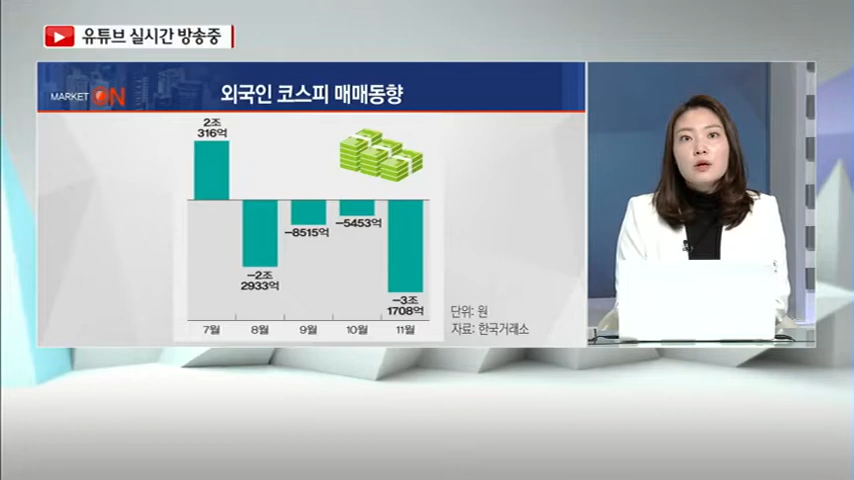 유튜브 실시간 방송중
MARKET ON
외국인 코스피 매매동향
2조
316억
-2조
2933억
-8515억
-5453억
-3조
1708억
7월 8월 9월 10월 11월
단위: 원
자료: 한국거래소